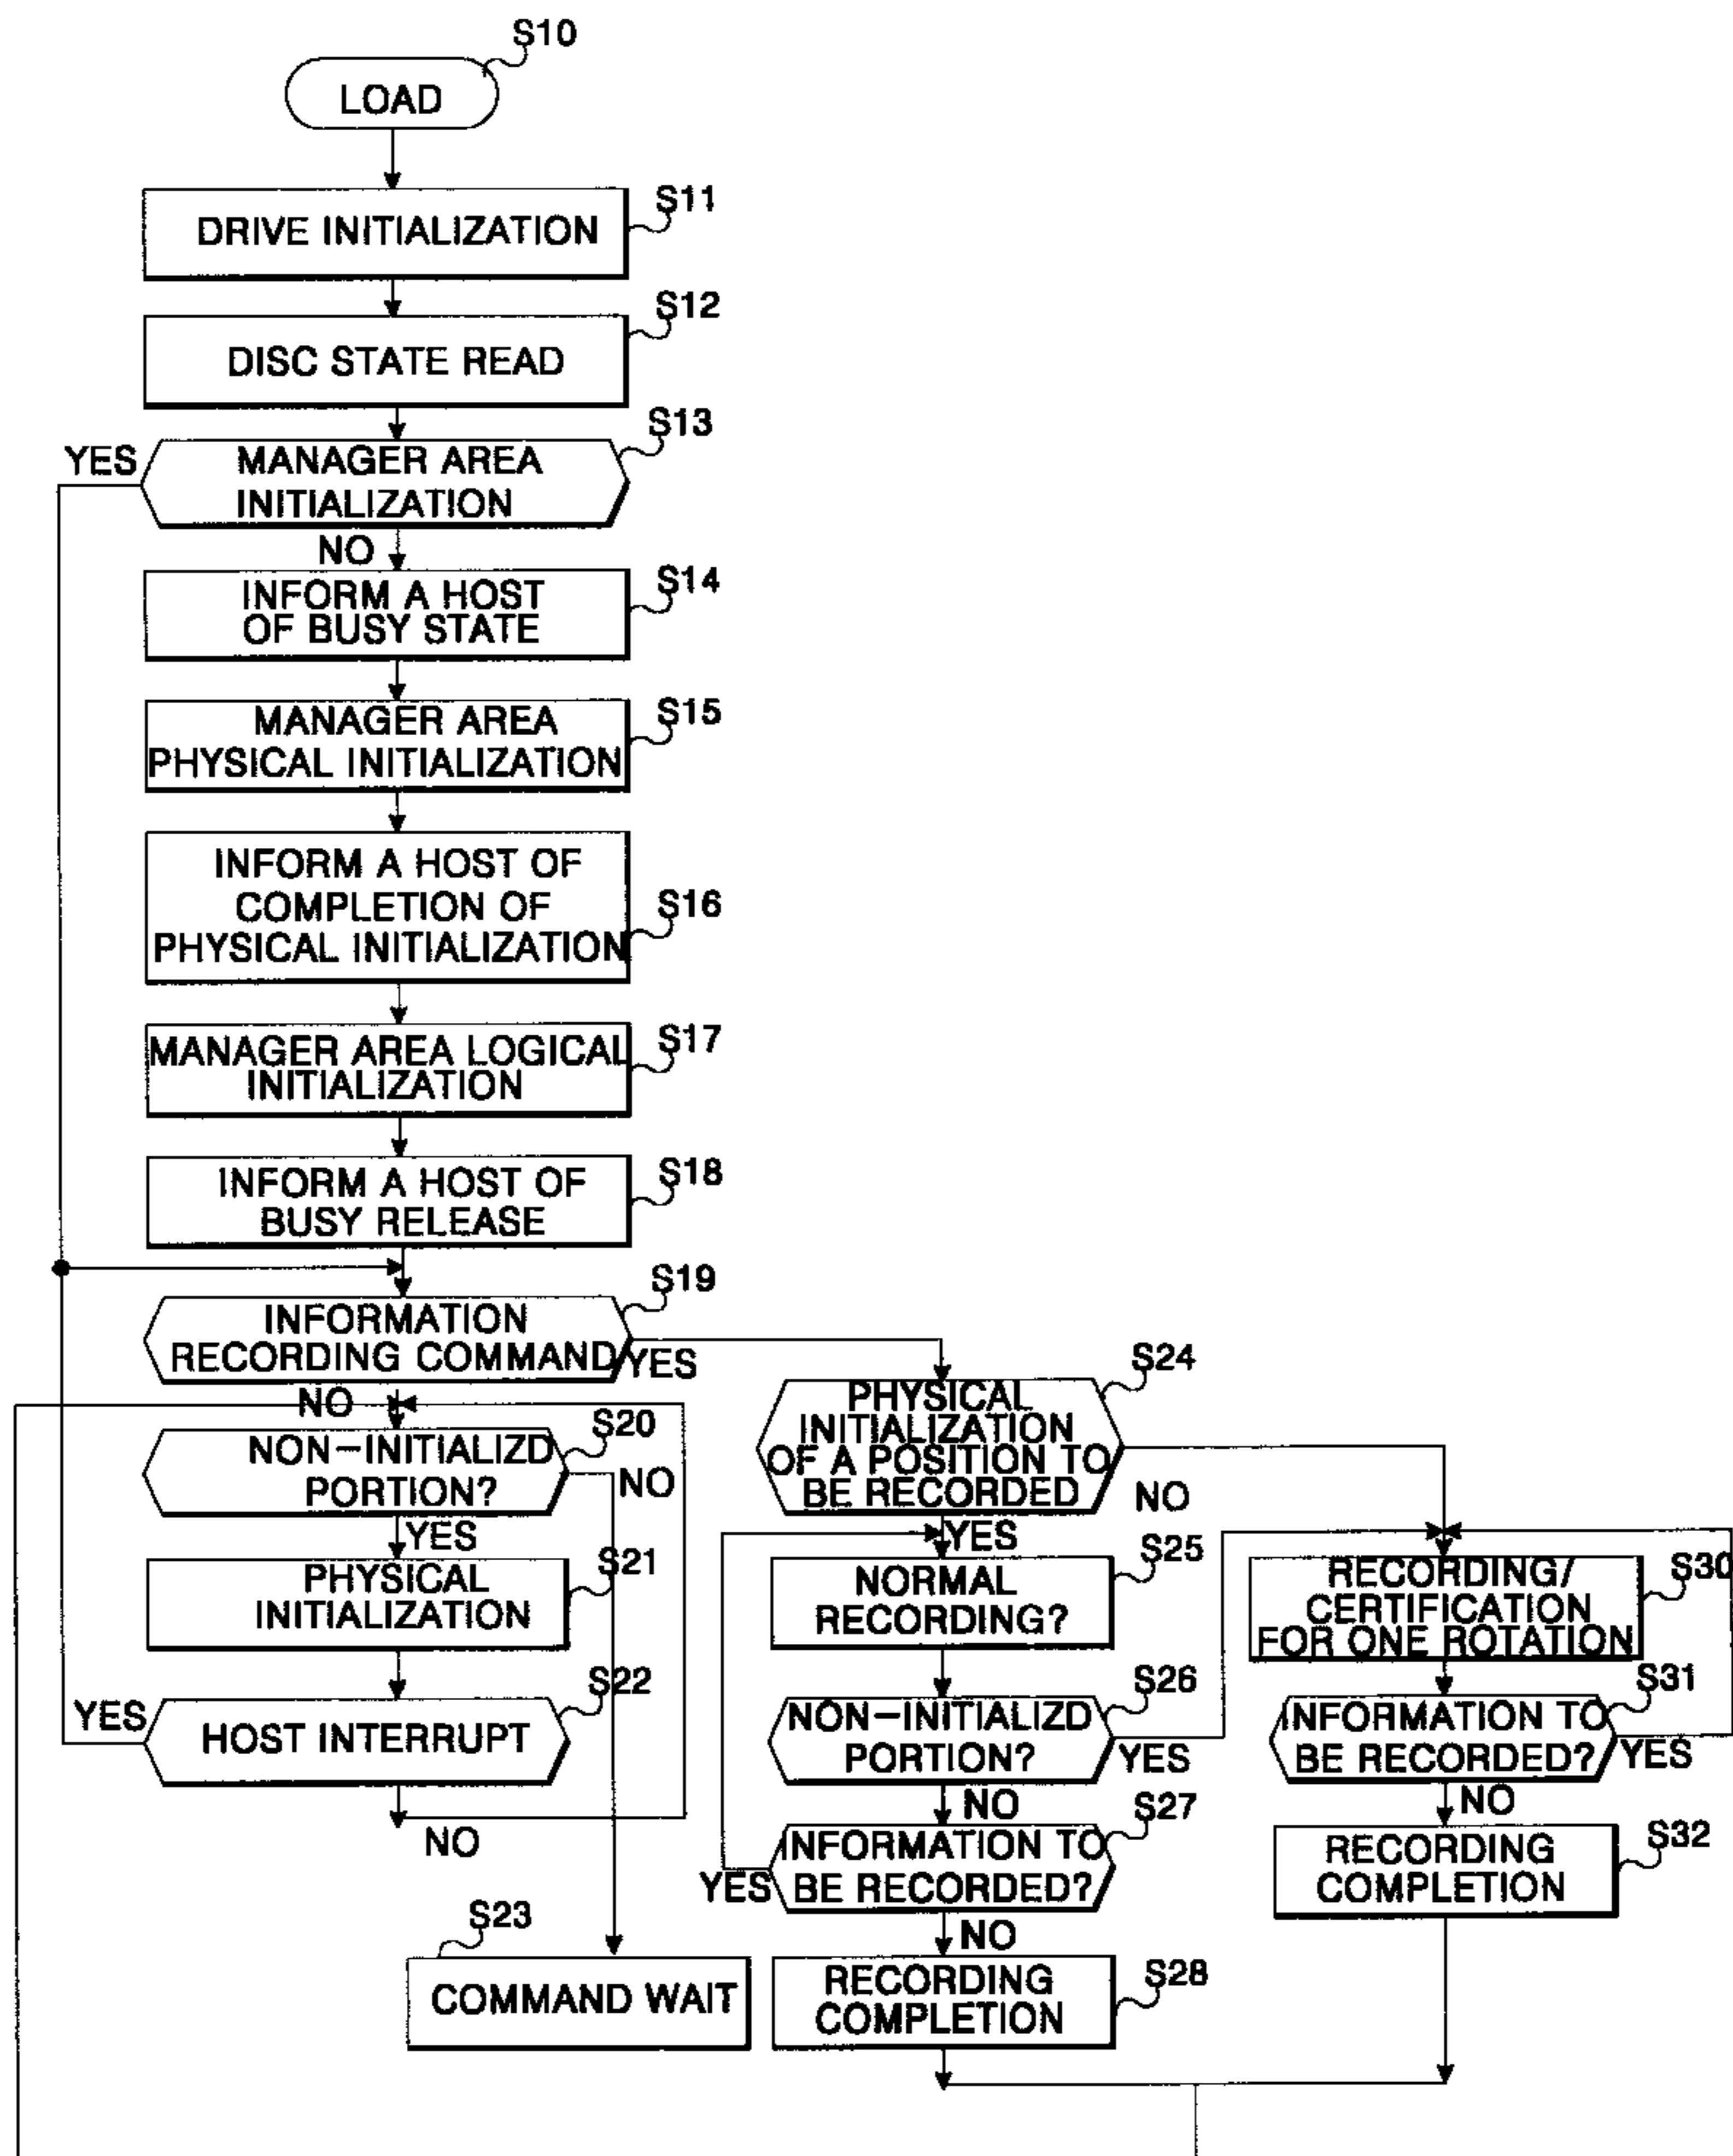 S10
LOAD
S11
DRIVE INITIALIZATION
S12
DISC STATE READ
S13
YES
MANAGER AREA
INITIALIZATION
NO
S14
INFORM A HOST
OF BUSY STATE
S15
MANAGER AREA
PHYSICAL INITIALIZATION
S16
INFORM A HOST OF
COMPLETION OF
PHYSICAL INITIALIZATION
S17
MANAGER AREA LOGICAL
INITIALIZATION
S18
INFORM A HOST OF
BUSY RELEASE
S19
INFORMATION
RECORDING COMMAND
YES
NO
S20
NON-INITIALIZD
PORTION?
NO
YES
S21
PHYSICAL
INITIALIZATION
S22
YES
HOST INTERRUPT
NO
S23
COMMAND WAIT
S24
PHYSICAL
INITIALIZATION
OF A POSITION TO
BE RECORDED
NO
YES
S25
NORMAL
RECORDING?
S26
NON-INITIALIZD
PORTION?
YES
NO
S27
INFORMATION TO
BE RECORDED?
YES
NO
S28
RECORDING
COMPLETION
S30
RECORDING/
CERTIFICATION
FOR ONE ROTATION
S31
INFORMATION TO
BE RECORDED?
YES
NO
S32
RECORDING
COMPLETION